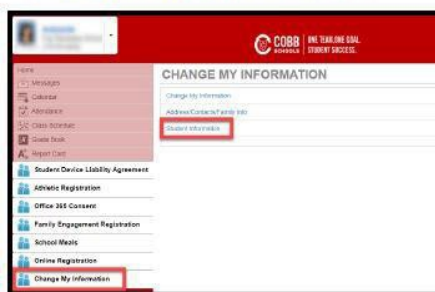 COBB
SCHOOLS
ONE TEAM. ONE GOAL.
STUDENT SUCCESS.
Home
Messages
Calendar
Attendance
Class Schedule
Grade Book
Report Card
Student Device Liability Agreement
Athletic Registration
Office 365 Consent
Family Engagement Registration
School Meals
Online Registration
Change My Information
CHANGE MY INFORMATION
Change My Information
Address/Contacts/Family Info
Student Information